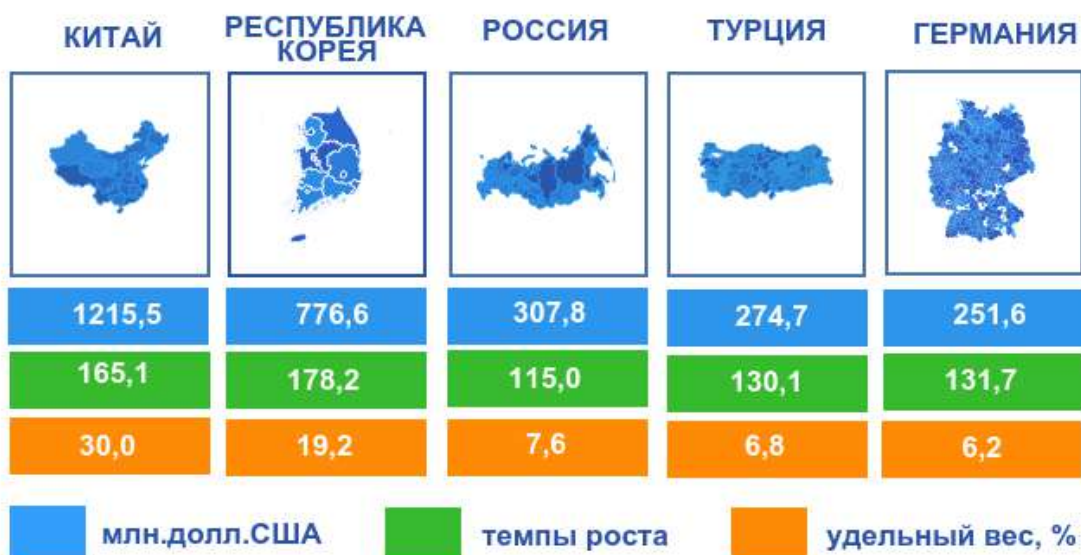 КИТАЙ
РЕСПУБЛИКА
КОРЕЯ
РОССИЯ
ТУРЦИЯ
ГЕРМАНИЯ
1215,5 776,6 307,8 274,7 251,6
165,1 178,2 115,0 130,1 131,7
30,0 19,2 7,6 6,8 6,2
млн.долл.США темпы роста удельный вес, %